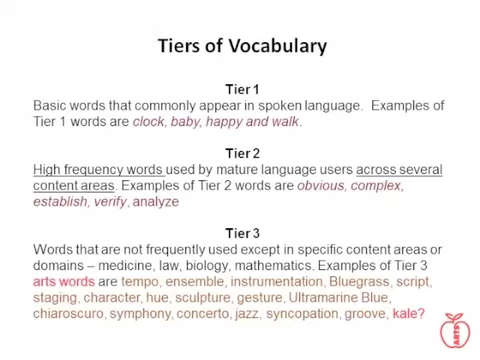 Tiers of Vocabulary
Tier 1
Basic words that commonly appear in spoken language. Examples of
Tier 1 words are clock, baby, happy and walk.
Tier 2
High frequency words used by mature language users across several
content areas. Examples of Tier 2 words are obvious, complex,
establish, verify, analyze
Tier 3
Words that are not frequently used except in specific content areas or
domains – medicine, law, biology, mathematics. Examples of Tier 3
arts words are tempo, ensemble, instrumentation, Bluegrass, script,
staging, character, hue, sculpture, gesture, Ultramarine Blue,
chiaroscuro, symphony, concerto, jazz, syncopation, groove, kale?
ARTS